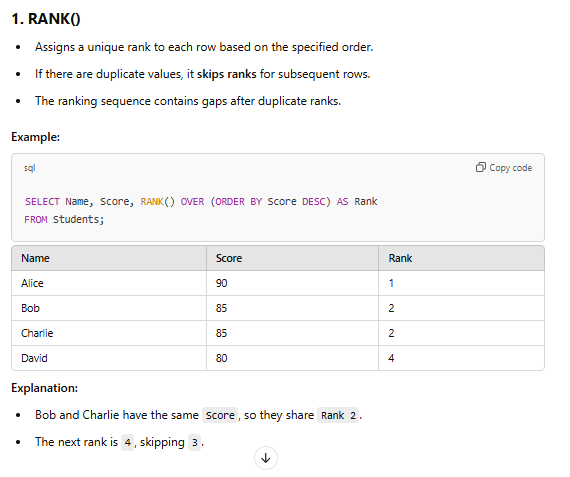 1. RANK()
Assigns a unique rank to each row based on the specified order.
If there are duplicate values, it skips ranks for subsequent rows.
The ranking sequence contains gaps after duplicate ranks.
Example:
sql Copy code
SELECT Name, Score, RANK() OVER (ORDER BY Score DESC) AS Rank
FROM Students;
Name Score Rank
Alice 90 1
Bob 85 2
Charlie 85 2
David 80 4
Explanation:
Bob and Charlie have the same Score, so they share Rank 2.
The next rank is 4, skipping 3.